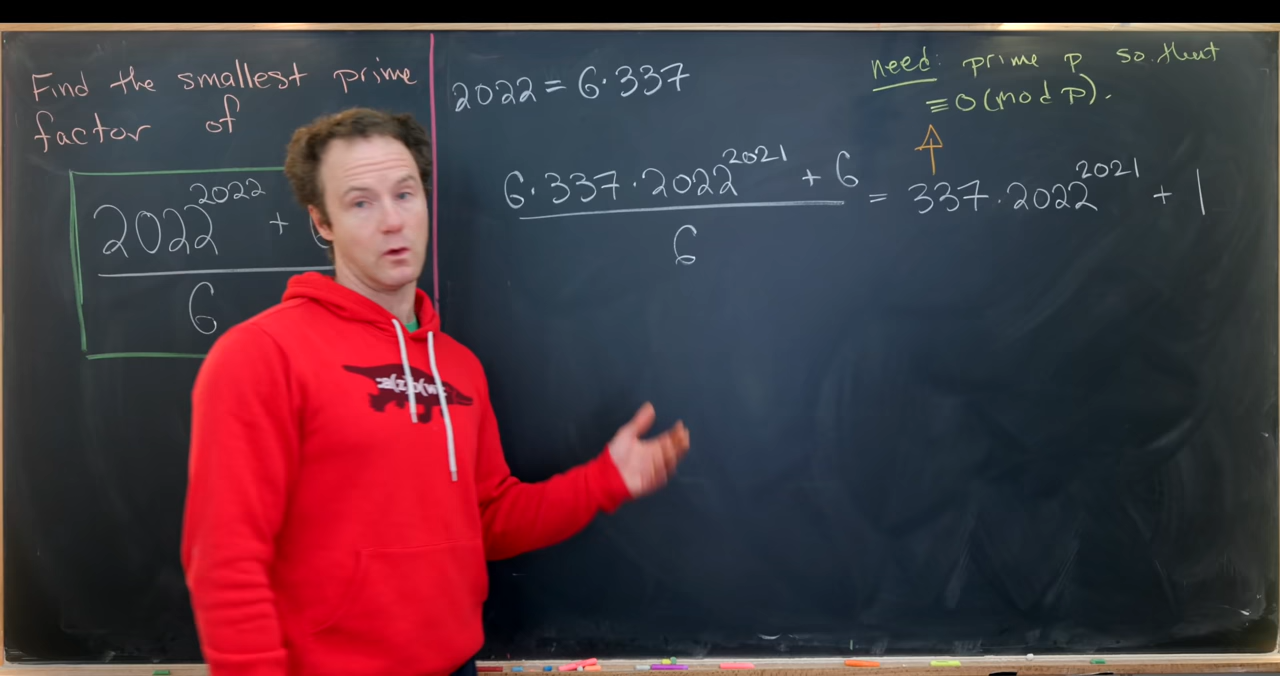 Find the smallest prime
factor of
2022^2022 +
6
2022 = 6·337
6·337·2022^2021 + 6
6
= 337·2022^2021 + 1
need: prime p so that
≡ 0 (mod p).